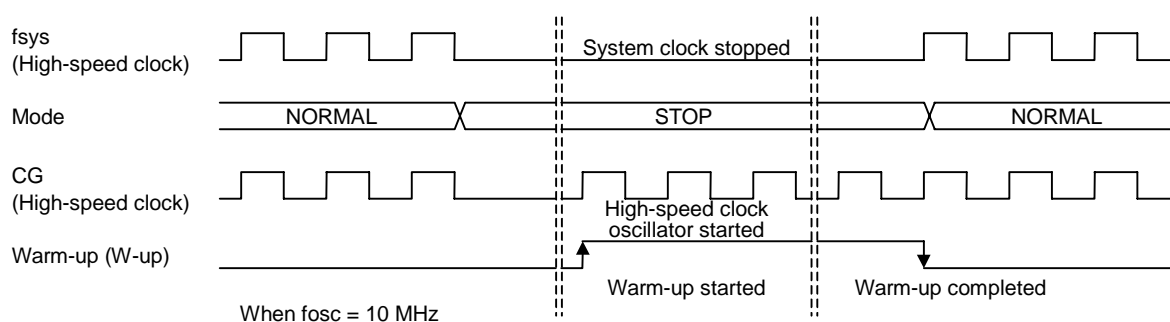 fsys
(High-speed clock)
System clock stopped
Mode
NORMAL
STOP
NORMAL
CG
(High-speed clock)
High-speed clock
oscillator started
Warm-up (W-up)
Warm-up started
Warm-up completed
When fosc = 10 MHz